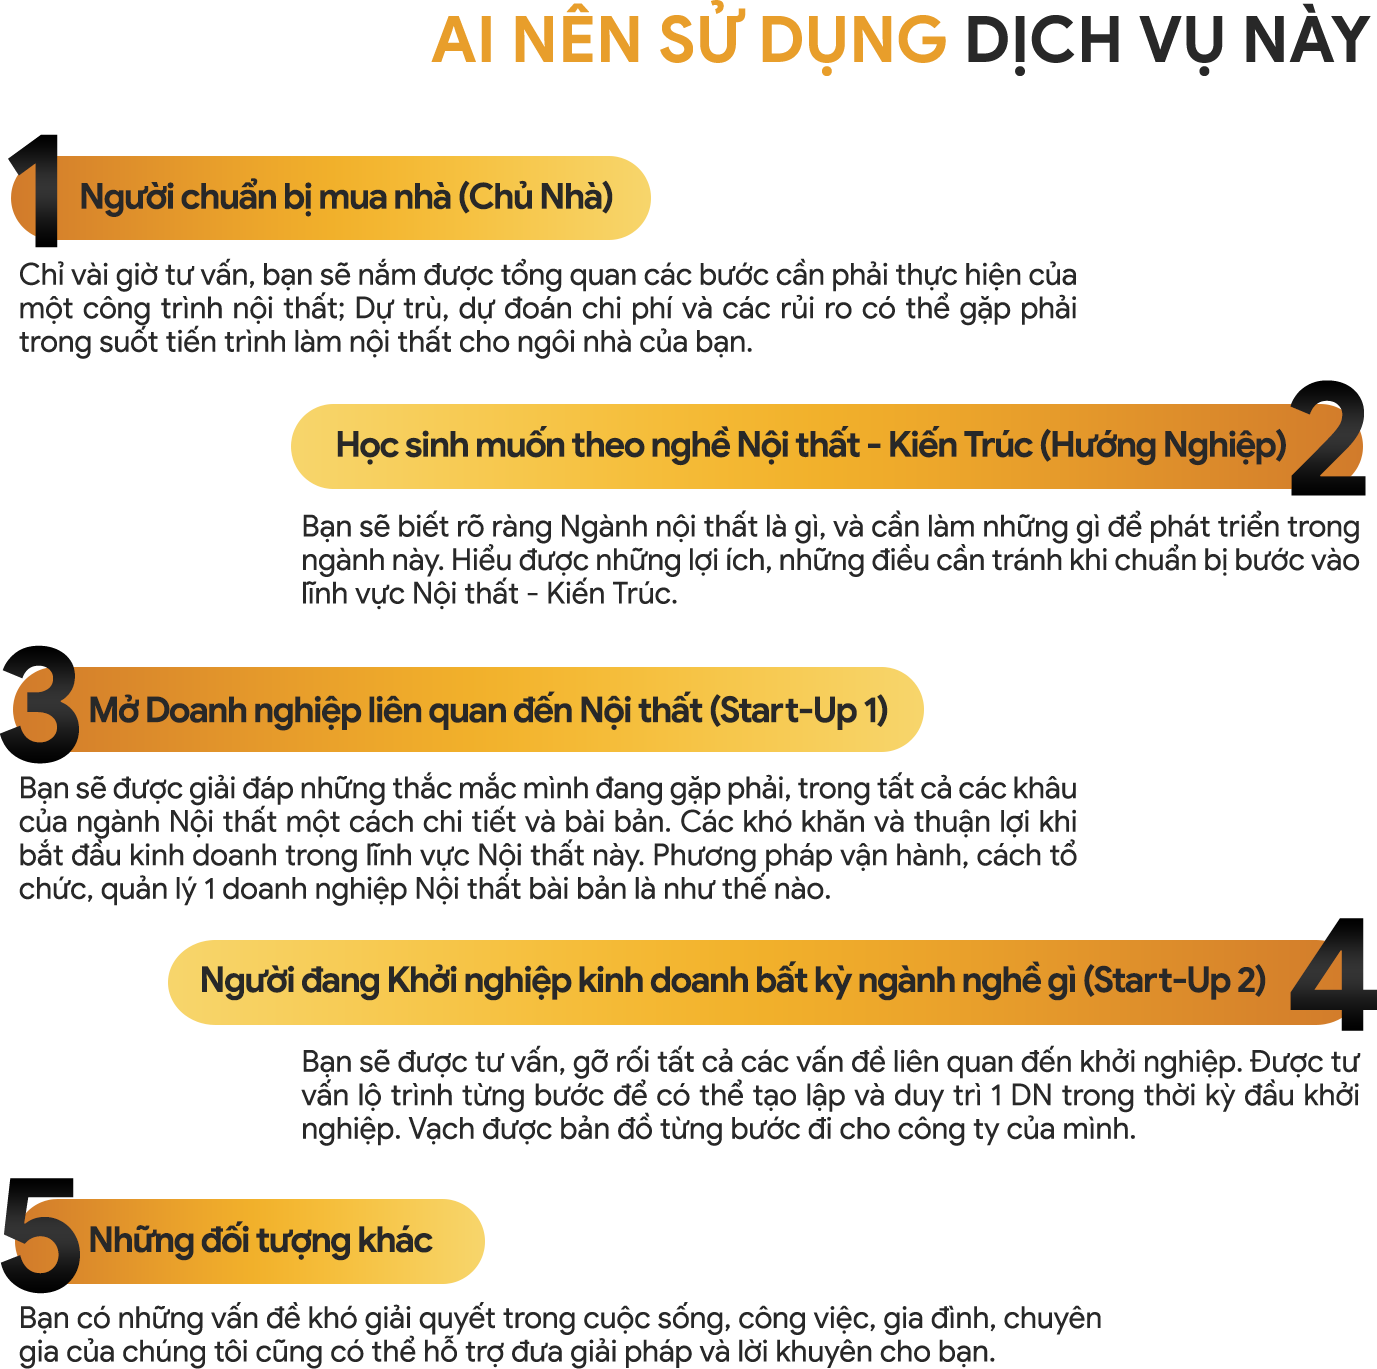 AI NÊN SỬ DỤNG DỊCH VỤ NÀY
1
Người chuẩn bị mua nhà (Chủ Nhà)
Chỉ vài giờ tư vấn, bạn sẽ nắm được tổng quan các bước cần phải thực hiện của
một công trình nội thất; Dự trù, dự đoán chi phí và các rủi ro có thể gặp phải
trong suốt tiến trình làm nội thất cho ngôi nhà của bạn.
2
Học sinh muốn theo nghề Nội thất - Kiến Trúc (Hướng Nghiệp)
Bạn sẽ biết rõ ràng Ngành nội thất là gì, và cần làm những gì để phát triển trong
ngành này. Hiểu được những lợi ích, những điều cần tránh khi chuẩn bị bước vào
lĩnh vực Nội thất - Kiến Trúc.
3
Mở Doanh nghiệp liên quan đến Nội thất (Start-Up 1)
Bạn sẽ được giải đáp những thắc mắc mình đang gặp phải, trong tất cả các khâu
của ngành Nội thất một cách chi tiết và bài bản. Các khó khăn và thuận lợi khi
bắt đầu kinh doanh trong lĩnh vực Nội thất này. Phương pháp vận hành, cách tổ
chức, quản lý 1 doanh nghiệp Nội thất bài bản là như thế nào.
4
Người đang Khởi nghiệp kinh doanh bất kỳ ngành nghề gì (Start-Up 2)
Bạn sẽ được tư vấn, gỡ rối tất cả các vấn đề liên quan đến khởi nghiệp. Được tư
vấn lộ trình từng bước để có thể tạo lập và duy trì 1 DN trong thời kỳ đầu khởi
nghiệp. Vạch được bản đồ từng bước đi cho công ty của mình.
5
Những đối tượng khác
Bạn có những vấn đề khó giải quyết trong cuộc sống, công việc, gia đình, chuyên
gia của chúng tôi cũng có thể hỗ trợ đưa giải pháp và lời khuyên cho bạn.